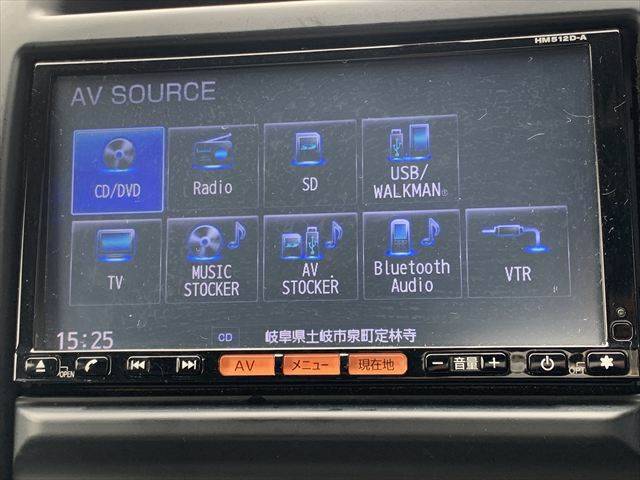 HM512D-A
AV SOURCE
CD/DVD
Radio
SD
USB/
WALKMAN®
TV
MUSIC
STOCKER
AV
STOCKER
Bluetooth
Audio
VTR
15:25
CD
岐阜県土岐市泉町定林寺
OPEN
AV
メニュー
現在地
− 音量 +